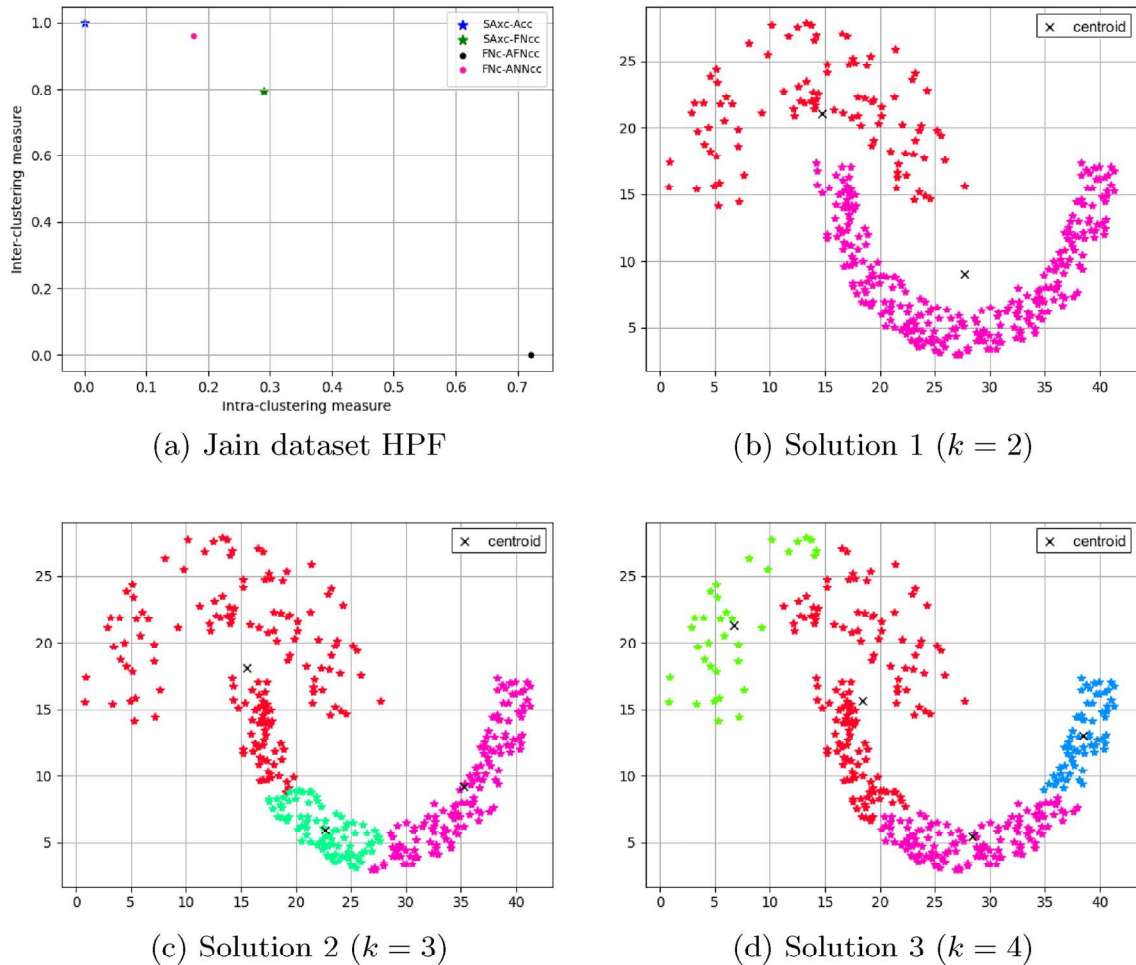 1.0
0.8
0.6
0.4
0.2
0.0
Inter-clustering measure
SAxc-Acc
SAxc-FNcc
FNc-AFNcc
FNc-ANNcc
0.0 0.1 0.2 0.3 0.4 0.5 0.6 0.7
Intra-clustering measure
(a) Jain dataset HPF
centroid
25
20
15
10
5
0 5 10 15 20 25 30 35 40
(b) Solution 1 (k = 2)
centroid
25
20
15
10
5
0 5 10 15 20 25 30 35 40
(c) Solution 2 (k = 3)
centroid
25
20
15
10
5
0 5 10 15 20 25 30 35 40
(d) Solution 3 (k = 4)